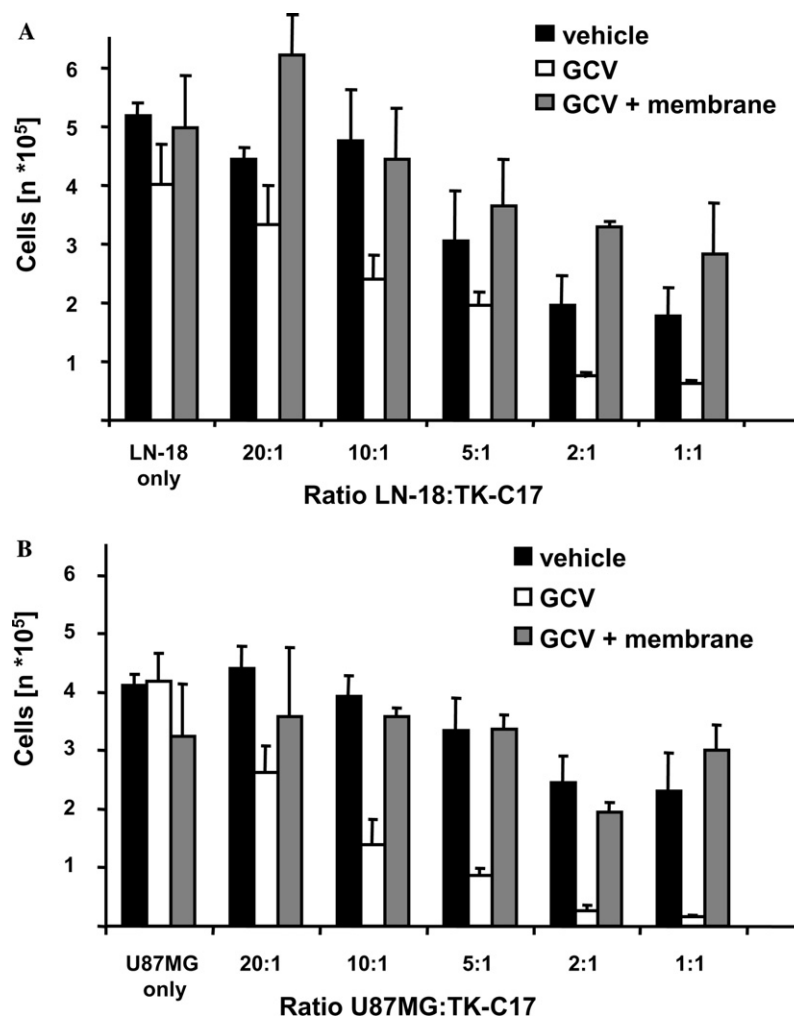 A
vehicle
GCV
GCV + membrane
Cells [n *10⁵]
6
5
4
3
2
1
LN-18 only
20:1
10:1
5:1
2:1
1:1
Ratio LN-18:TK-C17
B
vehicle
GCV
GCV + membrane
Cells [n *10⁵]
6
5
4
3
2
1
U87MG only
20:1
10:1
5:1
2:1
1:1
Ratio U87MG:TK-C17